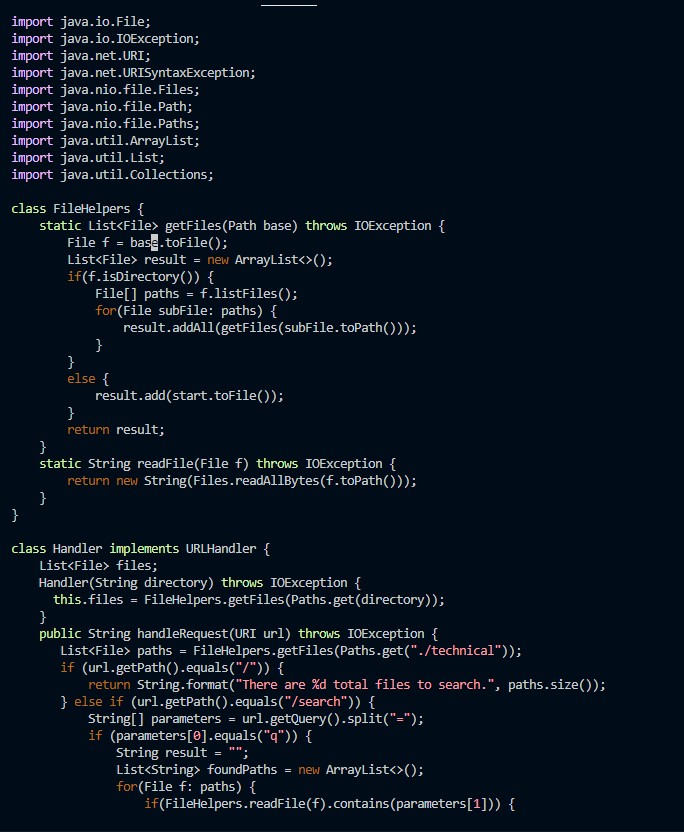 import java.io.File;
import java.io.IOException;
import java.net.URI;
import java.net.URISyntaxException;
import java.nio.file.Files;
import java.nio.file.Path;
import java.nio.file.Paths;
import java.util.ArrayList;
import java.util.List;
import java.util.Collections;

class FileHelpers {
    static List<File> getFiles(Path base) throws IOException {
        File f = base.toFile();
        List<File> result = new ArrayList<>();
        if(f.isDirectory()) {
            File[] paths = f.listFiles();
            for(File subFile: paths) {
                result.addAll(getFiles(subFile.toPath()));
            }
        }
        else {
            result.add(start.toFile());
        }
        return result;
    }
    static String readFile(File f) throws IOException {
        return new String(Files.readAllBytes(f.toPath()));
    }
}

class Handler implements URLHandler {
    List<File> files;
    Handler(String directory) throws IOException {
      this.files = FileHelpers.getFiles(Paths.get(directory));
    }
    public String handleRequest(URI url) throws IOException {
       List<File> paths = FileHelpers.getFiles(Paths.get("./technical"));
       if (url.getPath().equals("/")) {
           return String.format("There are %d total files to search.", paths.size());
       } else if (url.getPath().equals("/search")) {
           String[] parameters = url.getQuery().split("=");
           if (parameters[0].equals("q")) {
               String result = "";
               List<String> foundPaths = new ArrayList<>();
               for(File f: paths) {
                   if(FileHelpers.readFile(f).contains(parameters[1])) {